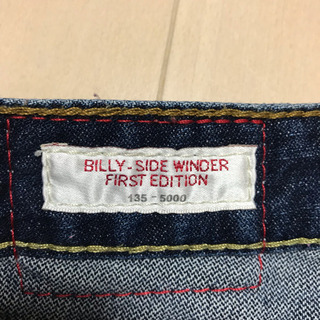 BILLY-SIDE WINDER
FIRST EDITION
135-5000